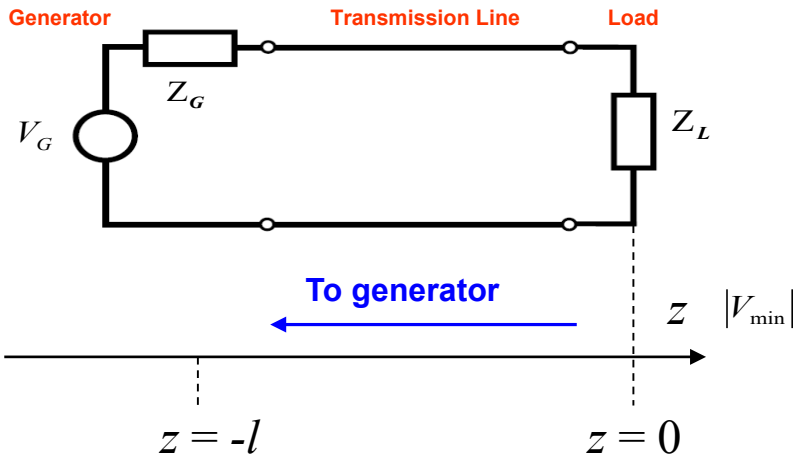 Generator Transmission Line Load
Z_G
V_G
Z_L
To generator
z |V_min|
z = -l z = 0